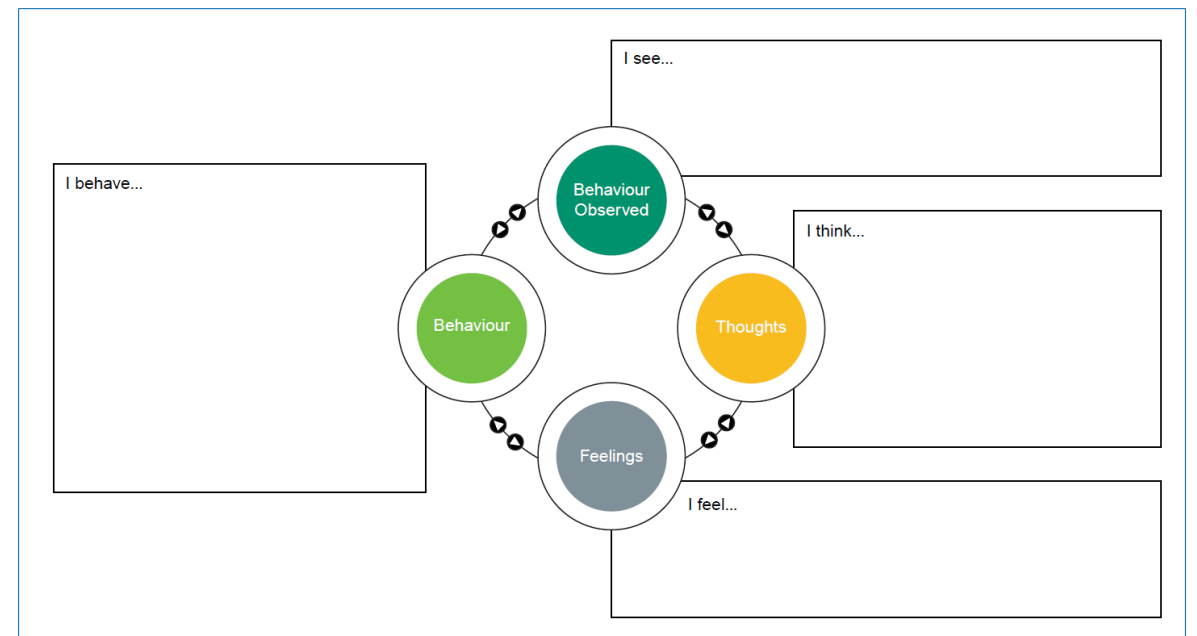 I see...
Behaviour
Observed
I behave...
I think...
Behaviour
Thoughts
Feelings
I feel...